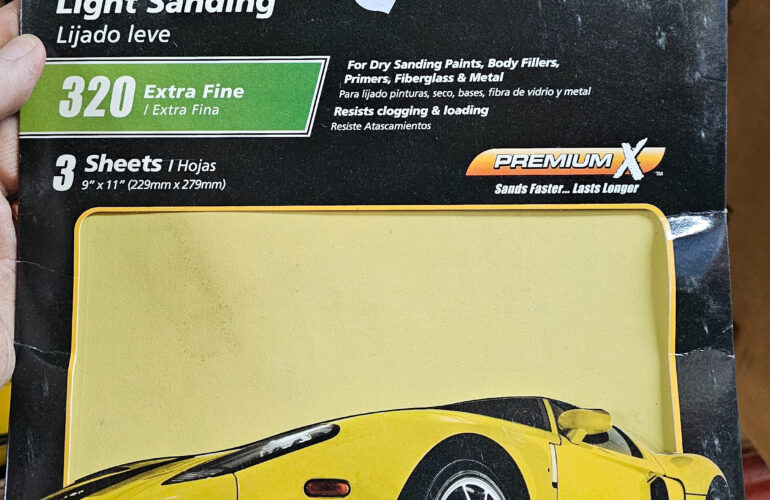 Light Sanding
Lijado leve
320 Extra Fine
/ Extra Fina
For Dry Sanding Paints, Body Fillers,
Primers, Fiberglass & Metal
Para lijado pinturas, seco, bases, fibra de vidrio y metal
Resists clogging & loading
Resiste Atascamientos
3 Sheets / Hojas
9" x 11" (229mm x 279mm)
PREMIUM X ™
Sands Faster... Lasts Longer